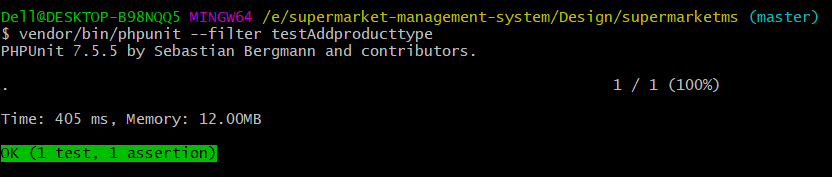 Dell@DESKTOP-B98NQQ5 MINGW64 /e/supermarket-management-system/Design/supermarketms (master)
$ vendor/bin/phpunit --filter testAddproducttype
PHPUnit 7.5.5 by Sebastian Bergmann and contributors.
. 1 / 1 (100%)
Time: 405 ms, Memory: 12.00MB
OK (1 test, 1 assertion)